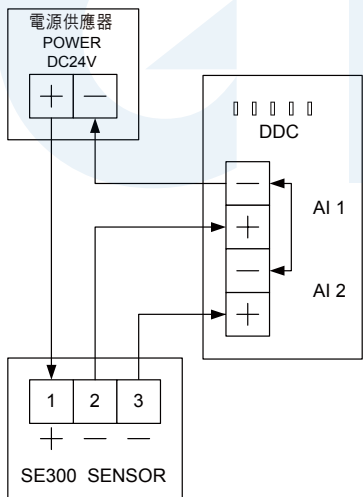 電源供應器
POWER
DC24V
+ −
DDC
−
AI 1
+
−
AI 2
+
1 2 3
+ − −
SE300 SENSOR